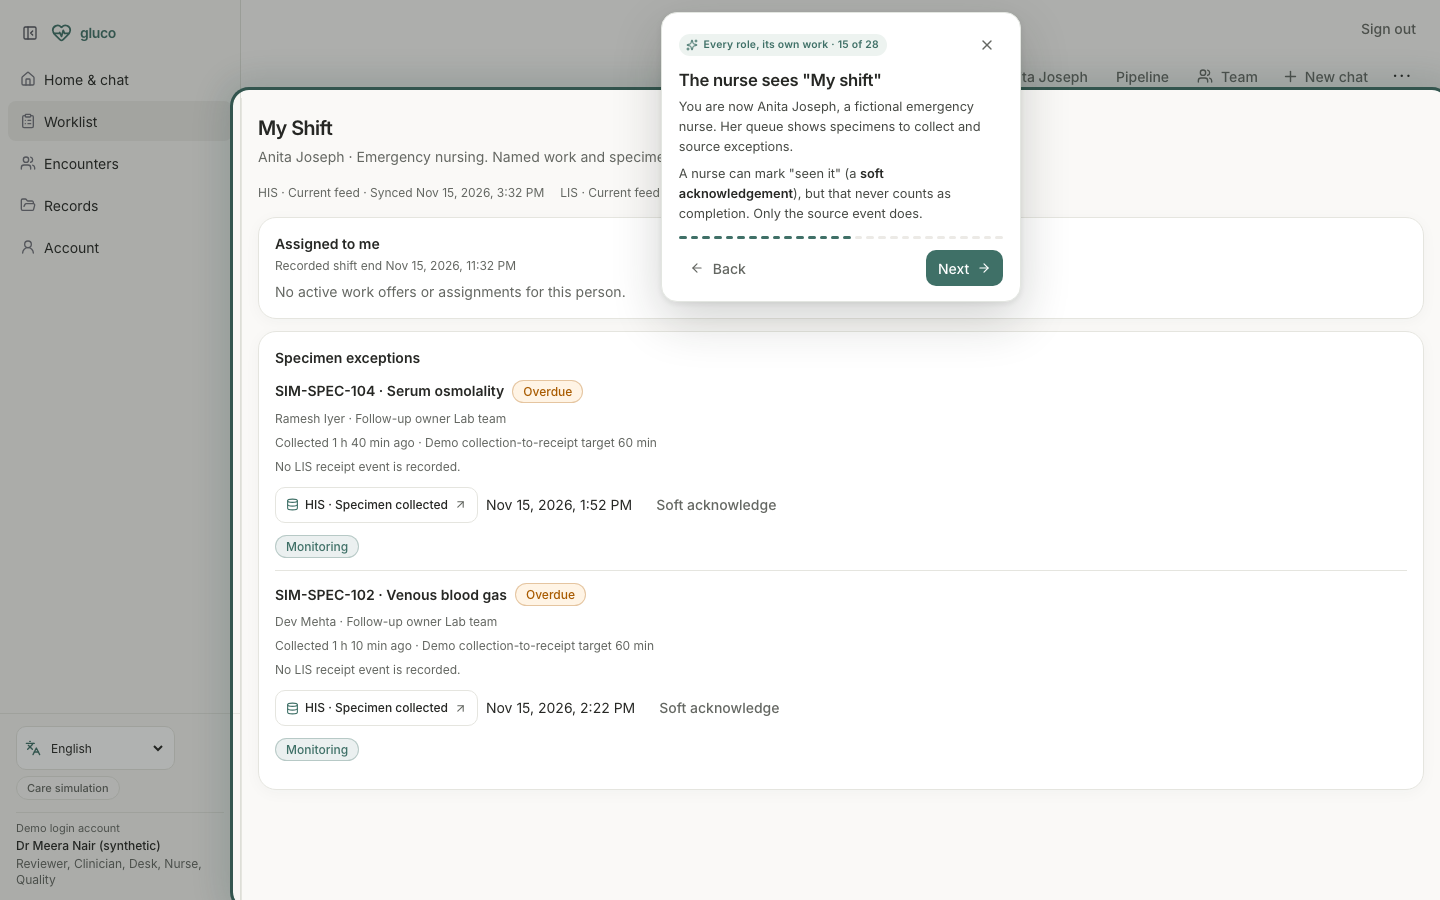 gluco
Home & chat
Worklist
Encounters
Records
Account
English
Care simulation
Demo login account
Dr Meera Nair (synthetic)
Reviewer, Clinician, Desk, Nurse,
Quality
Sign out
ta Joseph
Pipeline
Team
New chat
Every role, its own work · 15 of 28
The nurse sees "My shift"
You are now Anita Joseph, a fictional emergency
nurse. Her queue shows specimens to collect and
source exceptions.
A nurse can mark "seen it" (a soft
acknowledgement), but that never counts as
completion. Only the source event does.
Back
Next
My Shift
Anita Joseph · Emergency nursing. Named work and specime
HIS · Current feed · Synced Nov 15, 2026, 3:32 PM LIS · Current feed
Assigned to me
Recorded shift end Nov 15, 2026, 11:32 PM
No active work offers or assignments for this person.
Specimen exceptions
SIM-SPEC-104 · Serum osmolality Overdue
Ramesh Iyer · Follow-up owner Lab team
Collected 1 h 40 min ago · Demo collection-to-receipt target 60 min
No LIS receipt event is recorded.
HIS · Specimen collected Nov 15, 2026, 1:52 PM Soft acknowledge
Monitoring
SIM-SPEC-102 · Venous blood gas Overdue
Dev Mehta · Follow-up owner Lab team
Collected 1 h 10 min ago · Demo collection-to-receipt target 60 min
No LIS receipt event is recorded.
HIS · Specimen collected Nov 15, 2026, 2:22 PM Soft acknowledge
Monitoring